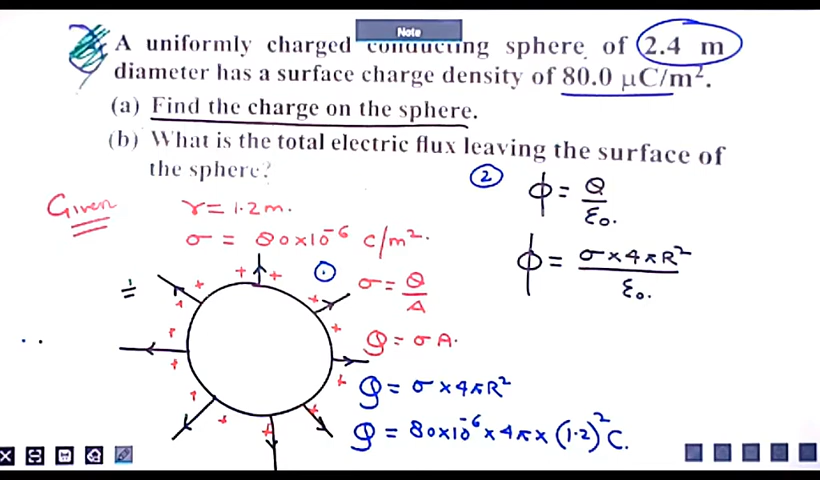 Note
A uniformly charged conducting sphere of 2.4 m
diameter has a surface charge density of 80.0 μC/m².
(a) Find the charge on the sphere.
(b) What is the total electric flux leaving the surface of
the sphere?
Given
r = 1.2 m.
σ = 80×10⁻⁶ C/m².
σ = Q/A
Q = σA.
Q = σ × 4πR²
Q = 80×10⁻⁶ × 4π × (1.2)² C.
2
ϕ = Q/ε₀.
ϕ = σ×4πR²/ε₀.
+ + + + + + + + + + + + +